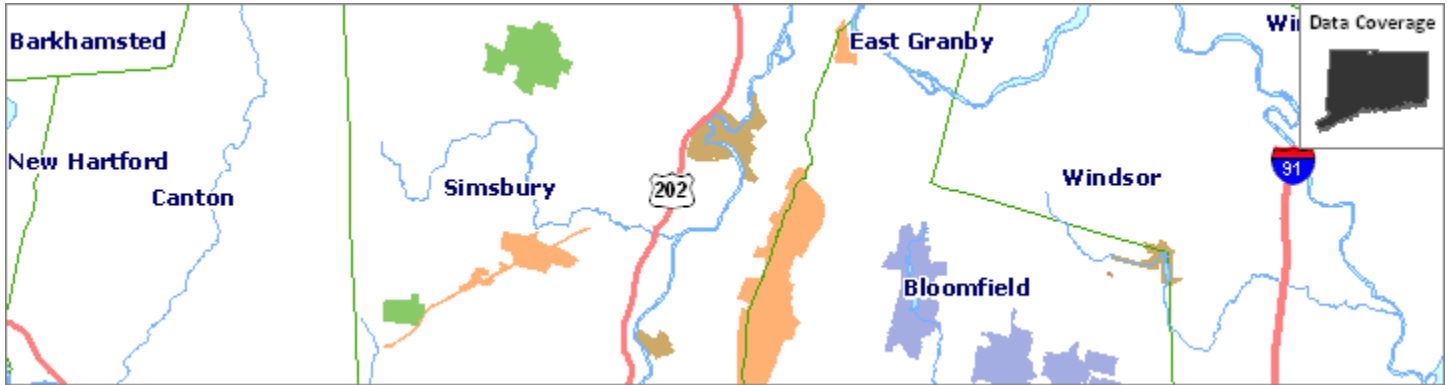 Barkhamsted
East Granby
Data Coverage
New Hartford
Canton
Simsbury
202
Windsor
91
Bloomfield